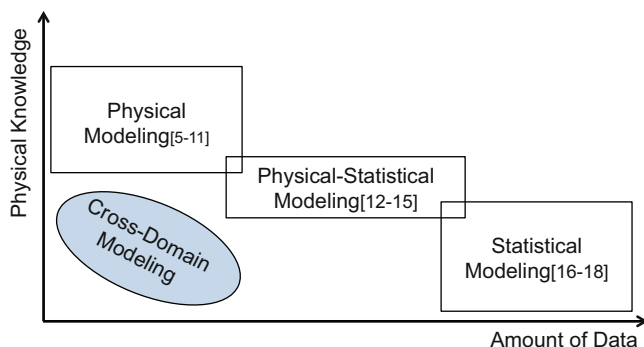 Physical Knowledge
Physical
Modeling[5-11]
Physical-Statistical
Modeling[12-15]
Cross-Domain
Modeling
Statistical
Modeling[16-18]
Amount of Data